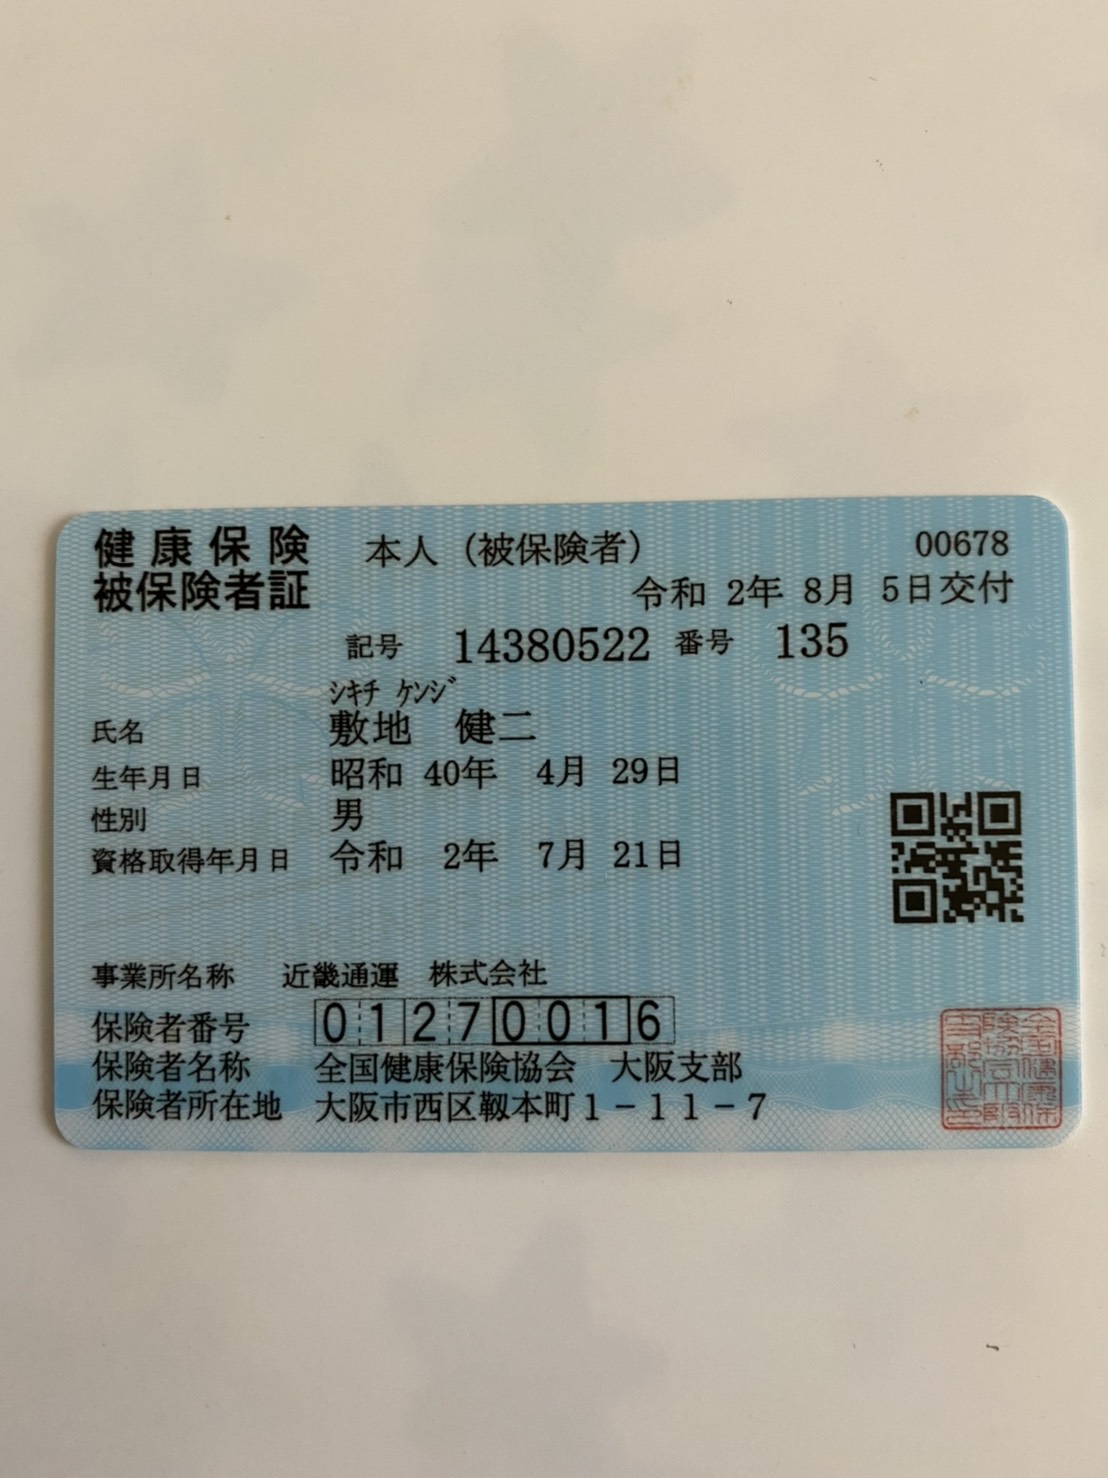 健康保険 本人（被保険者） 00678
被保険者証 令和 2年 8月 5日交付
記号 14380522 番号 135
ｼｷﾁ ｹﾝｼﾞ
氏名 敷地 健二
生年月日 昭和 40年 4月 29日
性別 男
資格取得年月日 令和 2年 7月 21日
事業所名称 近畿通運 株式会社
保険者番号 01270016
保険者名称 全国健康保険協会 大阪支部
保険者所在地 大阪市西区靱本町１－１１－７